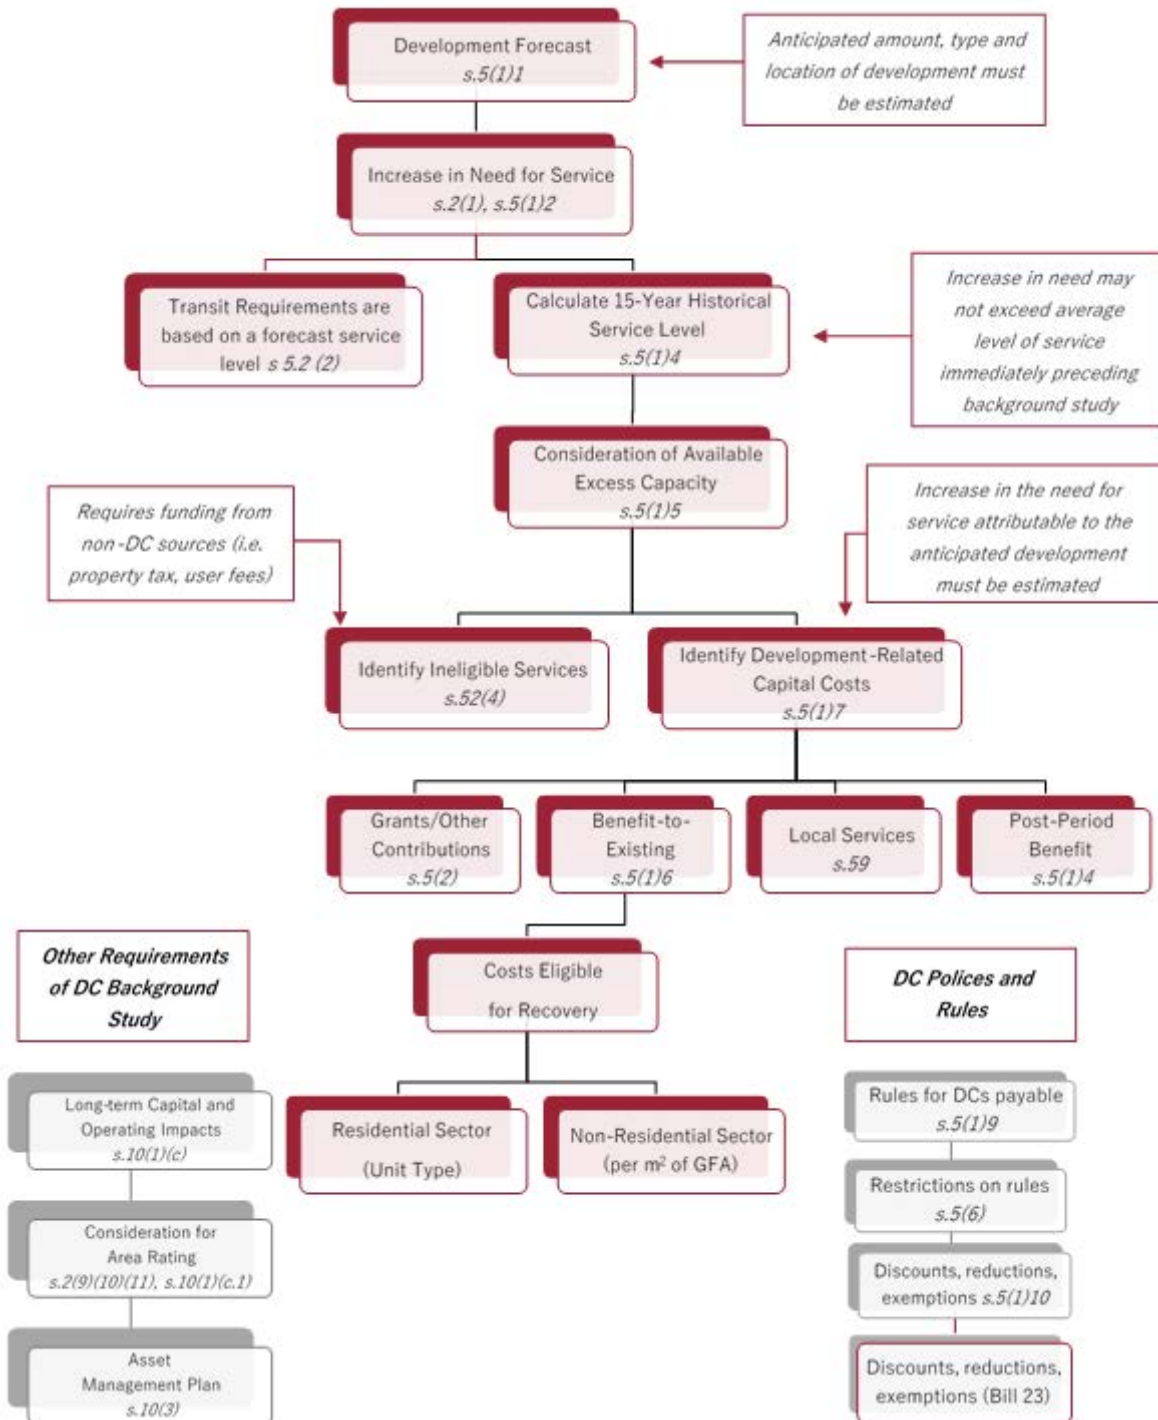 Development Forecast
s.5(1)1
Anticipated amount, type and
location of development must
be estimated
Increase in Need for Service
s.2(1), s.5(1)2
Transit Requirements are
based on a forecast service
level s 5.2 (2)
Calculate 15-Year Historical
Service Level
s.5(1)4
Increase in need may
not exceed average
level of service
immediately preceding
background study
Consideration of Available
Excess Capacity
s.5(1)5
Requires funding from
non-DC sources (i.e.
property tax, user fees)
Increase in the need for
service attributable to the
anticipated development
must be estimated
Identify Ineligible Services
s.52(4)
Identify Development-Related
Capital Costs
s.5(1)7
Grants/Other
Contributions
s.5(2)
Benefit-to-
Existing
s.5(1)6
Local Services
s.59
Post-Period
Benefit
s.5(1)4
Costs Eligible
for Recovery
Residential Sector
(Unit Type)
Non-Residential Sector
(per m² of GFA)
Other Requirements
of DC Background
Study
Long-term Capital and
Operating Impacts
s.10(1)(c)
Consideration for
Area Rating
s.2(9)(10)(11), s.10(1)(c.1)
Asset
Management Plan
s.10(3)
DC Polices and
Rules
Rules for DCs payable
s.5(1)9
Restrictions on rules
s.5(6)
Discounts, reductions,
exemptions s.5(1)10
Discounts, reductions,
exemptions (Bill 23)